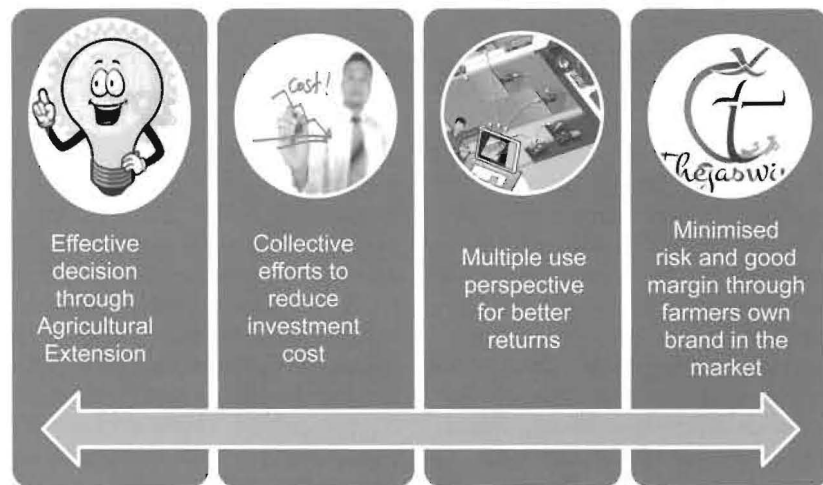 cost!
Thejaswi
Effective
decision
through
Agricultural
Extension
Collective
efforts to
reduce
investment
cost
Multiple use
perspective
for better
returns
Minimised
risk and good
margin through
farmers own
brand in the
market